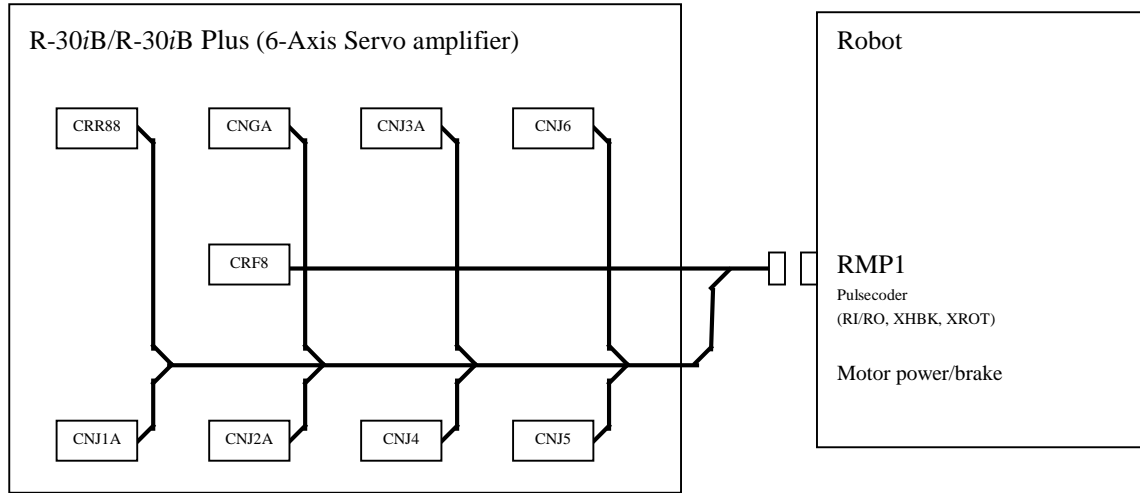 R-30iB/R-30iB Plus (6-Axis Servo amplifier)
Robot
CRR88
CNGA
CNJ3A
CNJ6
CRF8
RMP1
Pulsecoder
(RI/RO, XHBK, XROT)
Motor power/brake
CNJ1A
CNJ2A
CNJ4
CNJ5